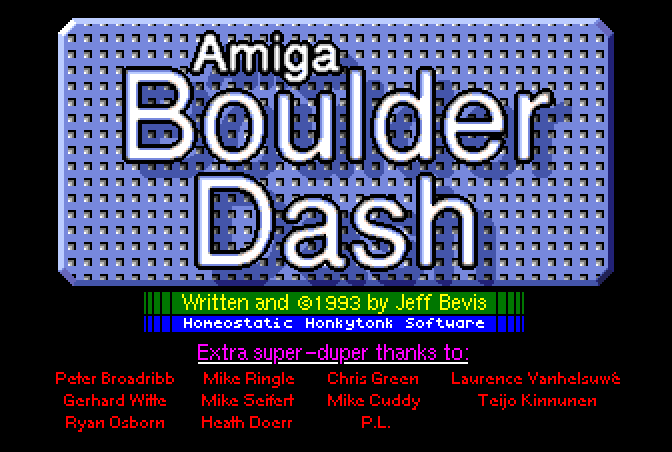 Amiga
Boulder
Dash
Written and ©1993 by Jeff Bevis
Homeostatic Honkytonk Software
Extra super-duper thanks to:
Peter Broadribb Mike Ringle Chris Green Laurence Vanhelsuwé
Gerhard Witte Mike Seifert Mike Cuddy Teijo Kinnunen
Ryan Osborn Heath Doerr P.L.